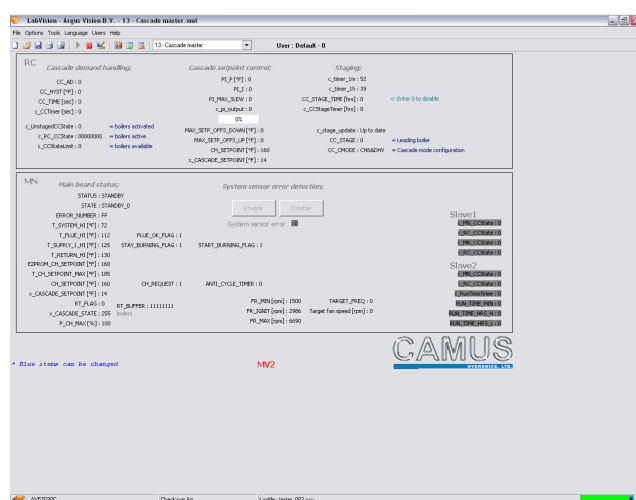 LabVision - Argus Vision B.V. - 13 - Cascade master.xml
File Options Tools Language Users Help
13 - Cascade master
User : Default - 0
RC
Cascade demand handling;
CC_AD : 0
CC_HYST [°F] : 0
CC_TIME [sec] : 0
c_CCTimer [sec] : 0
c_UnstagedCCState : 0 = boilers activated
c_RC_CCState : 00000000 = boilers active
c_CCStateLimit : 0 = boilers available
Cascade setpoint control;
PI_P [°F] : 0
PI_I : 0
PI_MAX_SLEW : 0
c_pi_output : 0
0%
MAX_SETP_OFFS_DOWN [°F] : 0
MAX_SETP_OFFS_UP [°F] : 0
CH_SETPOINT [°F] : 160
x_CASCADE_SETPOINT [°F] : 14
Staging;
c_timer_1m : 52
c_timer_1h : 39
CC_STAGE_TIME [hrs] : 0 <- Enter 0 to disable
c_CCStageTimer [hrs] : 0
c_stage_update : Up to date
CC_STAGE : 0 = Leading boiler
CC_CMODE : CH&DHV = Cascade mode configuration
MN
Main board status;
STATUS : STANDBY
STATE : STANDBY_0
ERROR_NUMBER : FF
T_SYSTEM_HI [°F] : 72
T_FLUE_HI [°F] : 112 FLUE_OK_FLAG : 1
T_SUPPLY_1_HI [°F] : 125 STAY_BURNING_FLAG : 1 START_BURNING_FLAG : 1
T_RETURN_HI [°F] : 130
E2PROM_CH_SETPOINT [°F] : 160
T_CH_SETPOINT_MAX [°F] : 185
CH_SETPOINT [°F] : 160 CH_REQUEST : 1 ANTI_CYCLE_TIMER : 0
x_CASCADE_SETPOINT [°F] : 14
RT_FLAG : 0 RT_BUFFER : 11111111
x_CASCADE_STATE : 255 boilers
P_CH_MAX [%] : 100
System sensor error detection;
Enable Disable
System sensor error
FR_MIN [rpm] : 1500 TARGET_FREQ : 0
FR_IGNIT [rpm] : 2986 Target fan speed [rpm] : 0
FR_MAX [rpm] : 6690
Slave1
c_MN_CCState : 0
c_RC_CCState : 0
c_MN_CCState : 0
c_RC_CCState : 0
Slave2
c_MN_CCState : 0
c_RC_CCState : 0
c_RunTimeTimer : 0
RUN_TIME_MIN : 0
RUN_TIME_HRS_H : 0
RUN_TIME_HRS_L : 0
* Blue items can be changed
MV2
CAMUS
HYDRONICS, LTD.
Checksum list